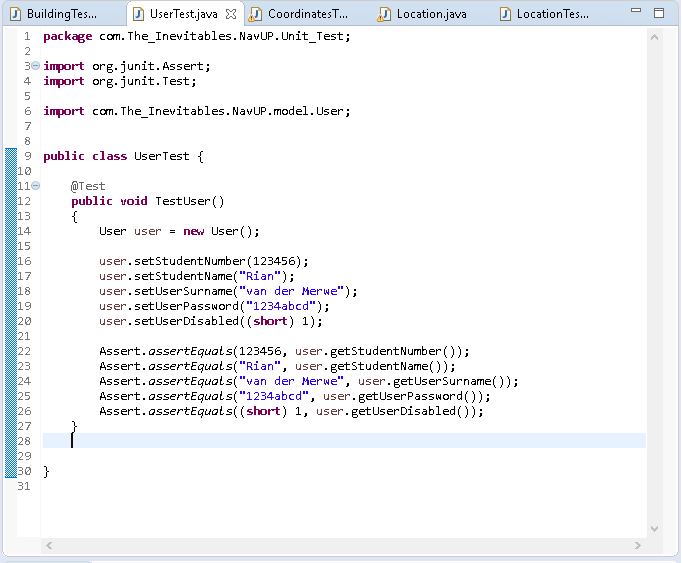 BuildingTes... UserTest.java CoordinatesT... Location.java LocationTes...
1 package com.The_Inevitables.NavUP.Unit_Test;
2
3 import org.junit.Assert;
4 import org.junit.Test;
5
6 import com.The_Inevitables.NavUP.model.User;
7
8
9 public class UserTest {
10
11 @Test
12 public void TestUser()
13 {
14 User user = new User();
15
16 user.setStudentNumber(123456);
17 user.setStudentName("Rian");
18 user.setUserSurname("van der Merwe");
19 user.setUserPassword("1234abcd");
20 user.setUserDisabled((short) 1);
21
22 Assert.assertEquals(123456, user.getStudentNumber());
23 Assert.assertEquals("Rian", user.getStudentName());
24 Assert.assertEquals("van der Merwe", user.getUserSurname());
25 Assert.assertEquals("1234abcd", user.getUserPassword());
26 Assert.assertEquals((short) 1, user.getUserDisabled());
27 }
28
29
30 }
31